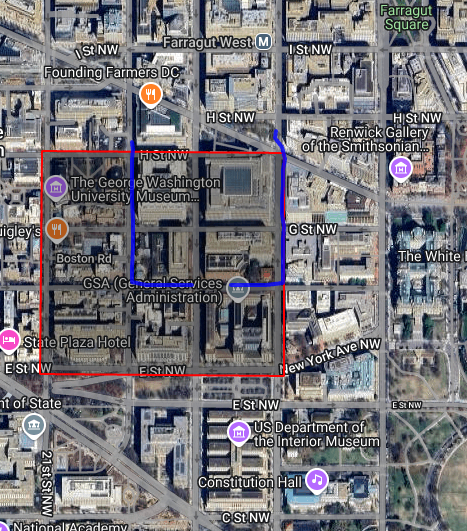 Farragut
Square
I St NW
Farragut West M
I St NW
Founding Farmers DC
H St NW
H St NW
Renwick Gallery
of the Smithsonian...
H St NW
The George Washington
University Museum...
G St NW
Boston Rd
The White
GSA (General Services
Administration)
State Plaza Hotel
New York Ave NW
E St NW
E St NW
E St NW
E St NW
nt of State
US Department of
the Interior Museum
21st St NW
Constitution Hall
C St NW
National Academy